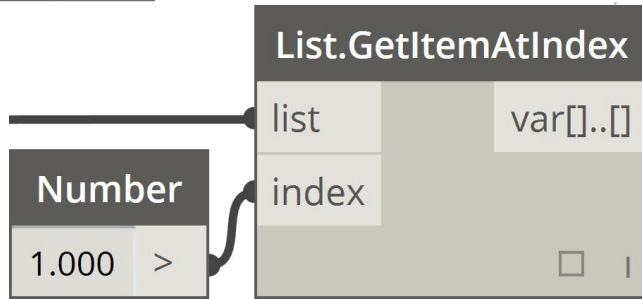 List.GetItemAtIndex
list
var[]..[]
index
Number
1.000
>
l